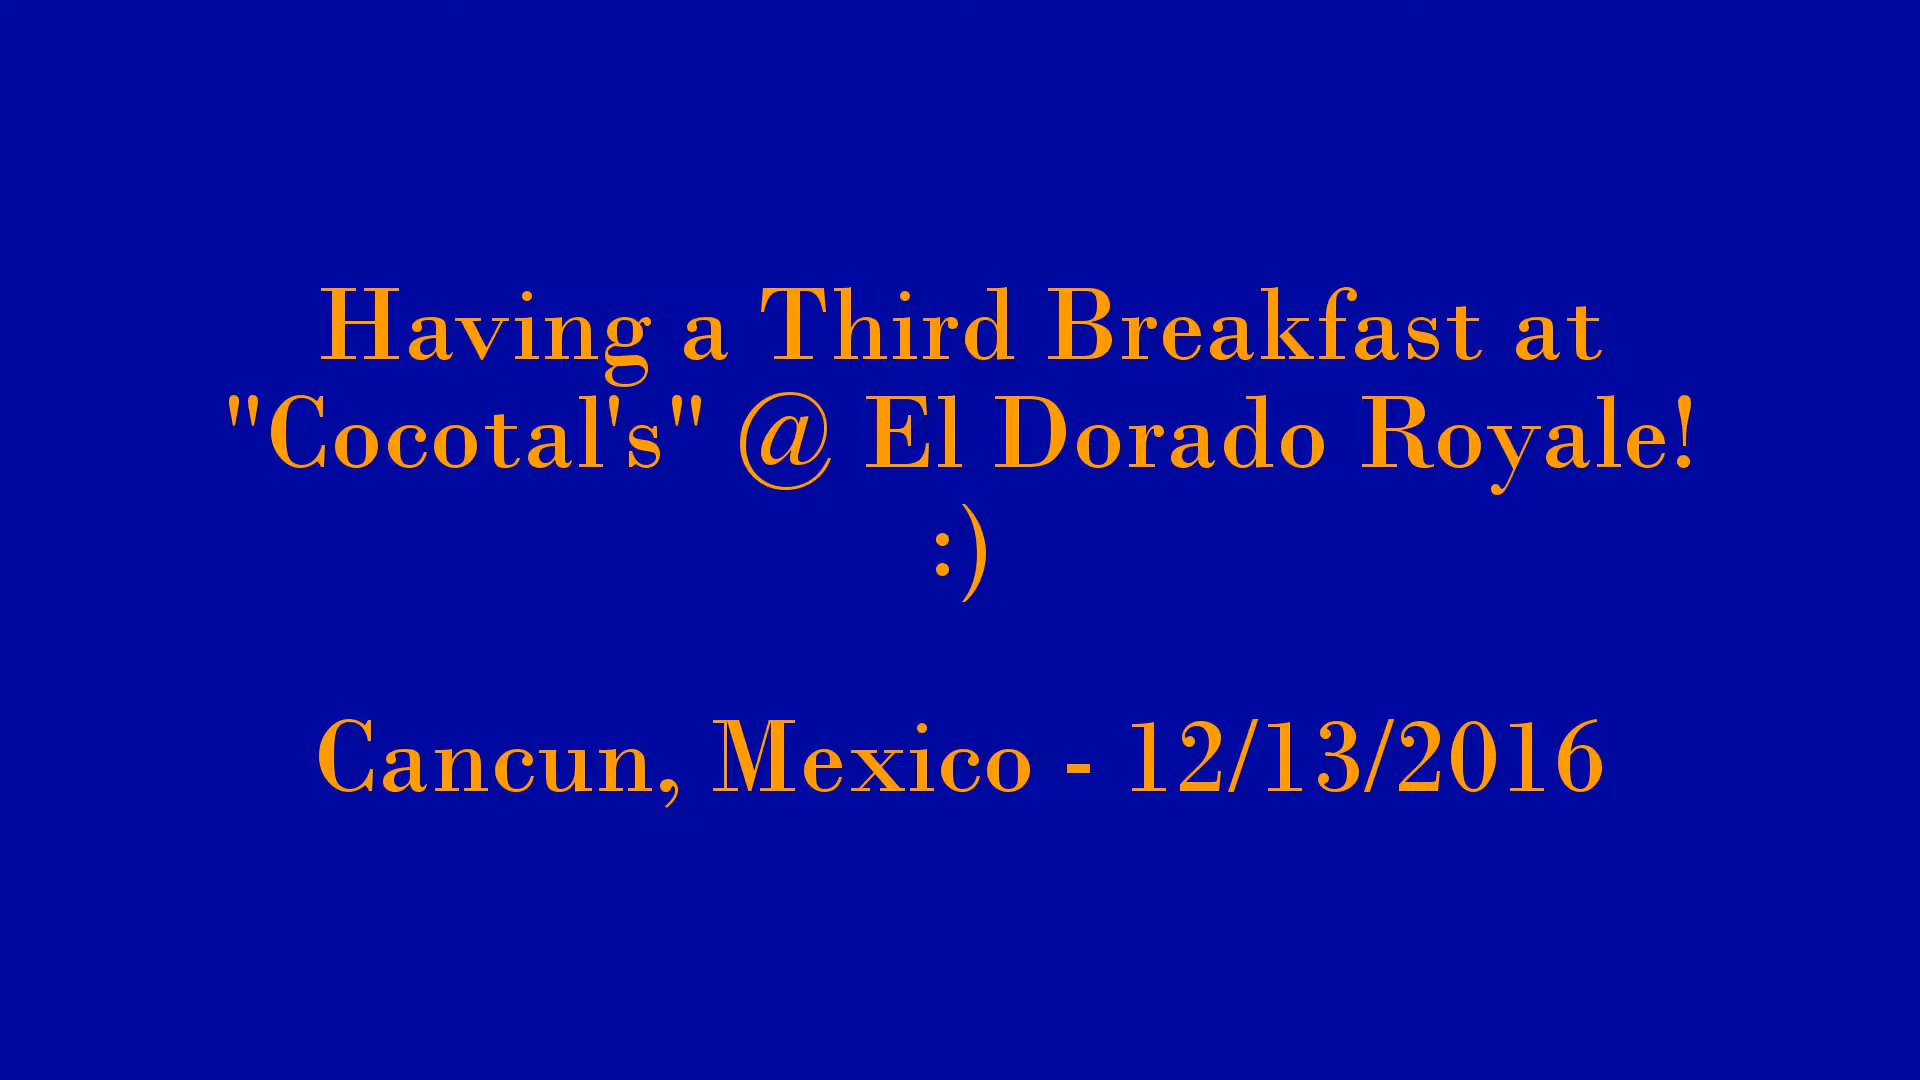 Having a Third Breakfast at
"Cocotal's" @ El Dorado Royale!
:)
Cancun, Mexico - 12/13/2016